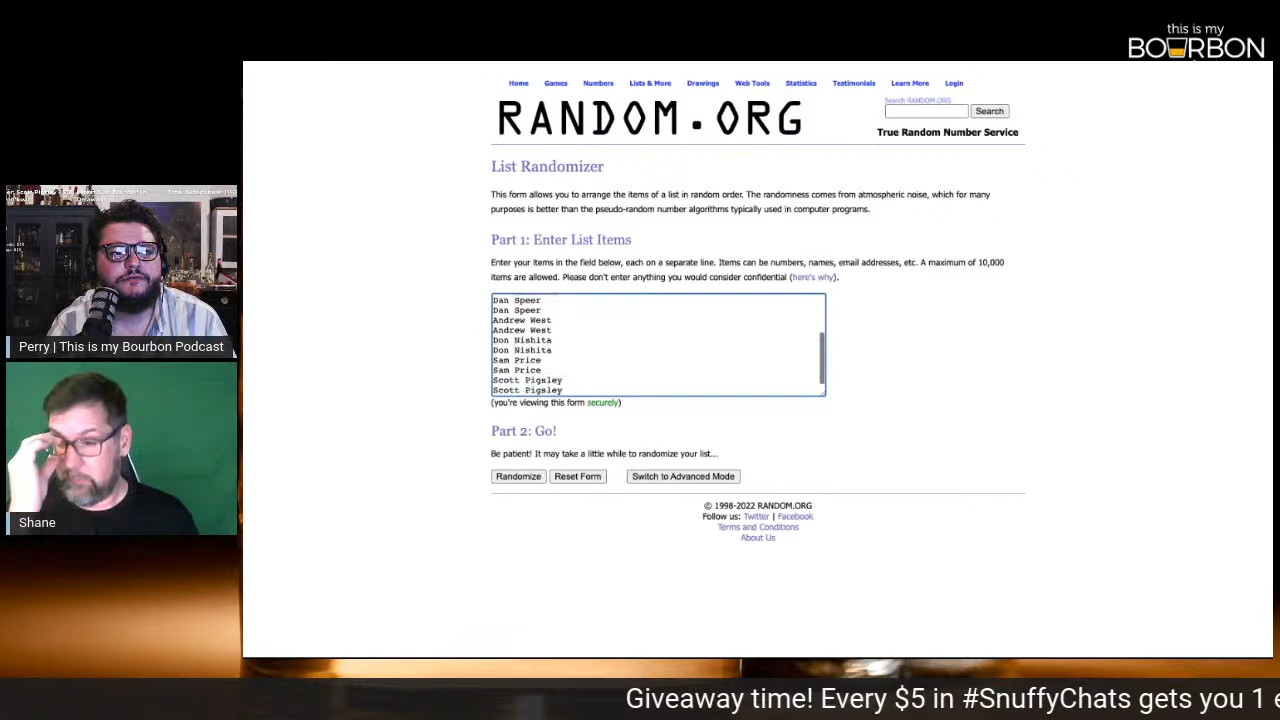 this is my
BOURBON
Home Games Numbers Lists & More Drawings Web Tools Statistics Testimonials Learn More Login
RANDOM.ORG
Search RANDOM.ORG
Search
True Random Number Service
List Randomizer
This form allows you to arrange the items of a list in random order. The randomness comes from atmospheric noise, which for many
purposes is better than the pseudo-random number algorithms typically used in computer programs.
Part 1: Enter List Items
Enter your items in the field below, each on a separate line. Items can be numbers, names, email addresses, etc. A maximum of 10,000
items are allowed. Please don't enter anything you would consider confidential (here's why).
Dan Speer
Dan Speer
Andrew West
Andrew West
Don Nishita
Don Nishita
Sam Price
Sam Price
Scott Pigsley
Scott Pigsley
(you're viewing this form securely)
Part 2: Go!
Be patient! It may take a little while to randomize your list...
Randomize Reset Form Switch to Advanced Mode
© 1998-2022 RANDOM.ORG
Follow us: Twitter | Facebook
Terms and Conditions
About Us
Perry | This is my Bourbon Podcast
Shane
Giveaway time! Every $5 in #SnuffyChats gets you 1 e